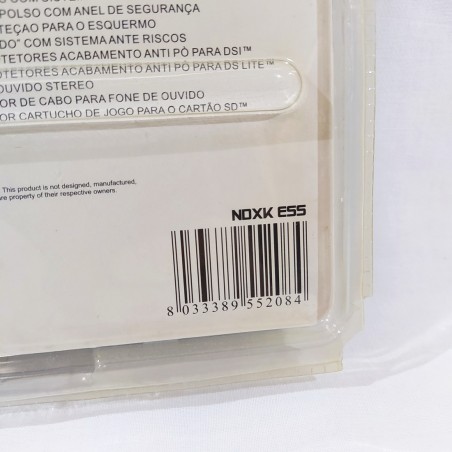 POLSO COM ANEL DE SEGURANÇA
TEÇAO PARA O ESQUERMO
DO" COM SISTEMA ANTE RISCOS
TETORES ACABAMENTO ANTI PÒ PARA DSI™
OTETORES ACABAMENTO ANTI PÒ PARA DS LITE™
OUVIDO STEREO
OR DE CABO PARA FONE DE OUVIDO
OR CARTUCHO DE JOGO PARA O CARTÃO SD™
This product is not designed, manufactured,
are property of their respective owners.
NDXK ESS
8 033389 552084